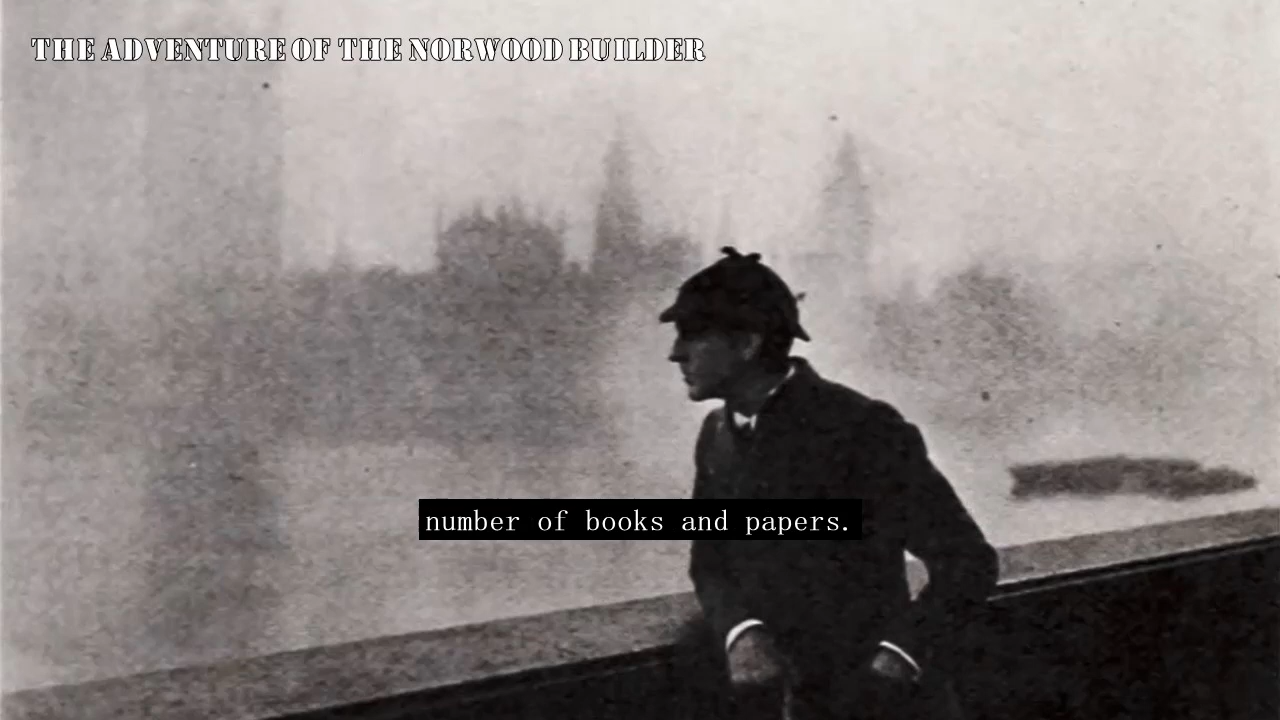 THE ADVENTURE OF THE NORWOOD BUILDER
number of books and papers.